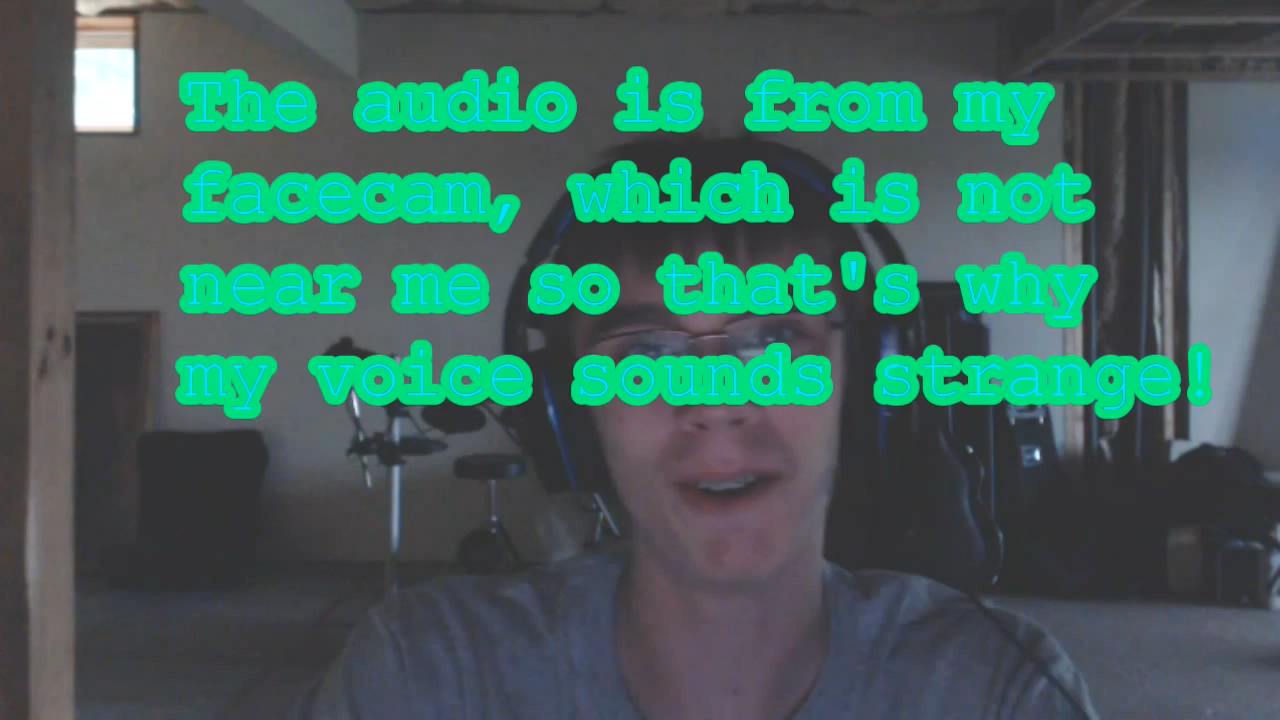 The audio is from my
facecam, which is not
near me so that's why
my voice sounds strange!